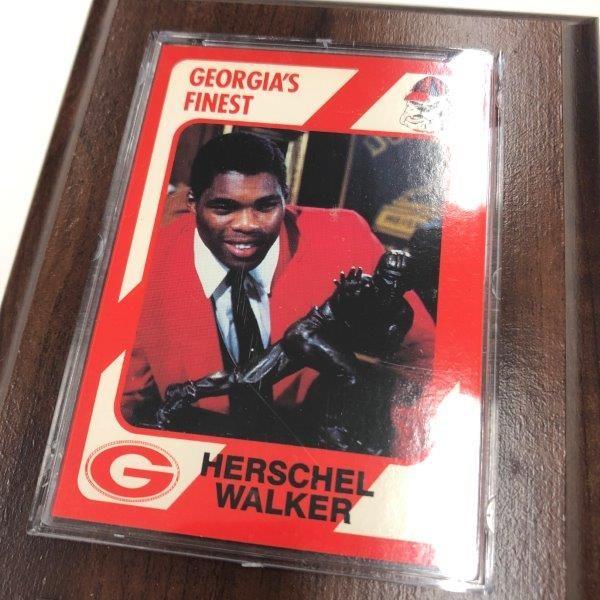 GEORGIA'S
FINEST
G
HERSCHEL
WALKER